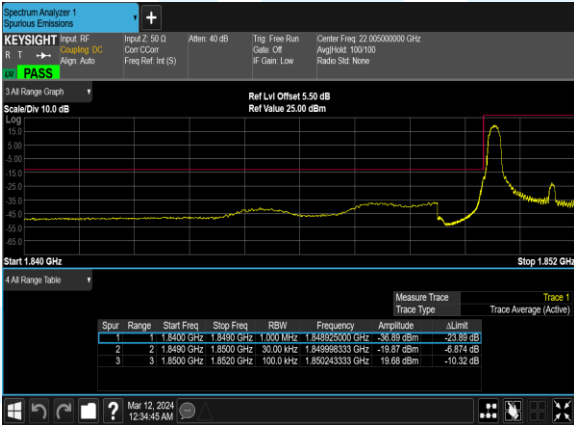 Spectrum Analyzer 1
Spurious Emissions
+
KEYSIGHT Input: RF Input Z: 50 Ω Atten: 40 dB Trig: Free Run Center Freq: 22.005000000 GHz
R T Coupling: DC Corr CCorr Gate: Off Avg|Hold: 100/100
Align: Auto Freq Ref: Int (S) IF Gain: Low Radio Std: None
LW PASS
3 All Range Graph
Ref Lvl Offset 5.50 dB
Scale/Div 10.0 dB Ref Value 25.00 dBm
Log
15.0
5.00
-5.00
-15.0
-25.0
-35.0
-45.0
-55.0
-65.0
Start 1.840 GHz Stop 1.852 GHz
4 All Range Table
Measure Trace Trace 1
Trace Type Trace Average (Active)
Spur Range Start Freq Stop Freq RBW Frequency Amplitude ΔLimit
1 1 1.8400 GHz 1.8490 GHz 1.000 MHz 1.848925000 GHz -36.89 dBm -23.89 dB
2 2 1.8490 GHz 1.8500 GHz 30.00 kHz 1.849998333 GHz -19.87 dBm -6.874 dB
3 3 1.8500 GHz 1.8520 GHz 100.0 kHz 1.850243333 GHz 19.68 dBm -10.32 dB
? Mar 12, 2024
12:34:45 AM